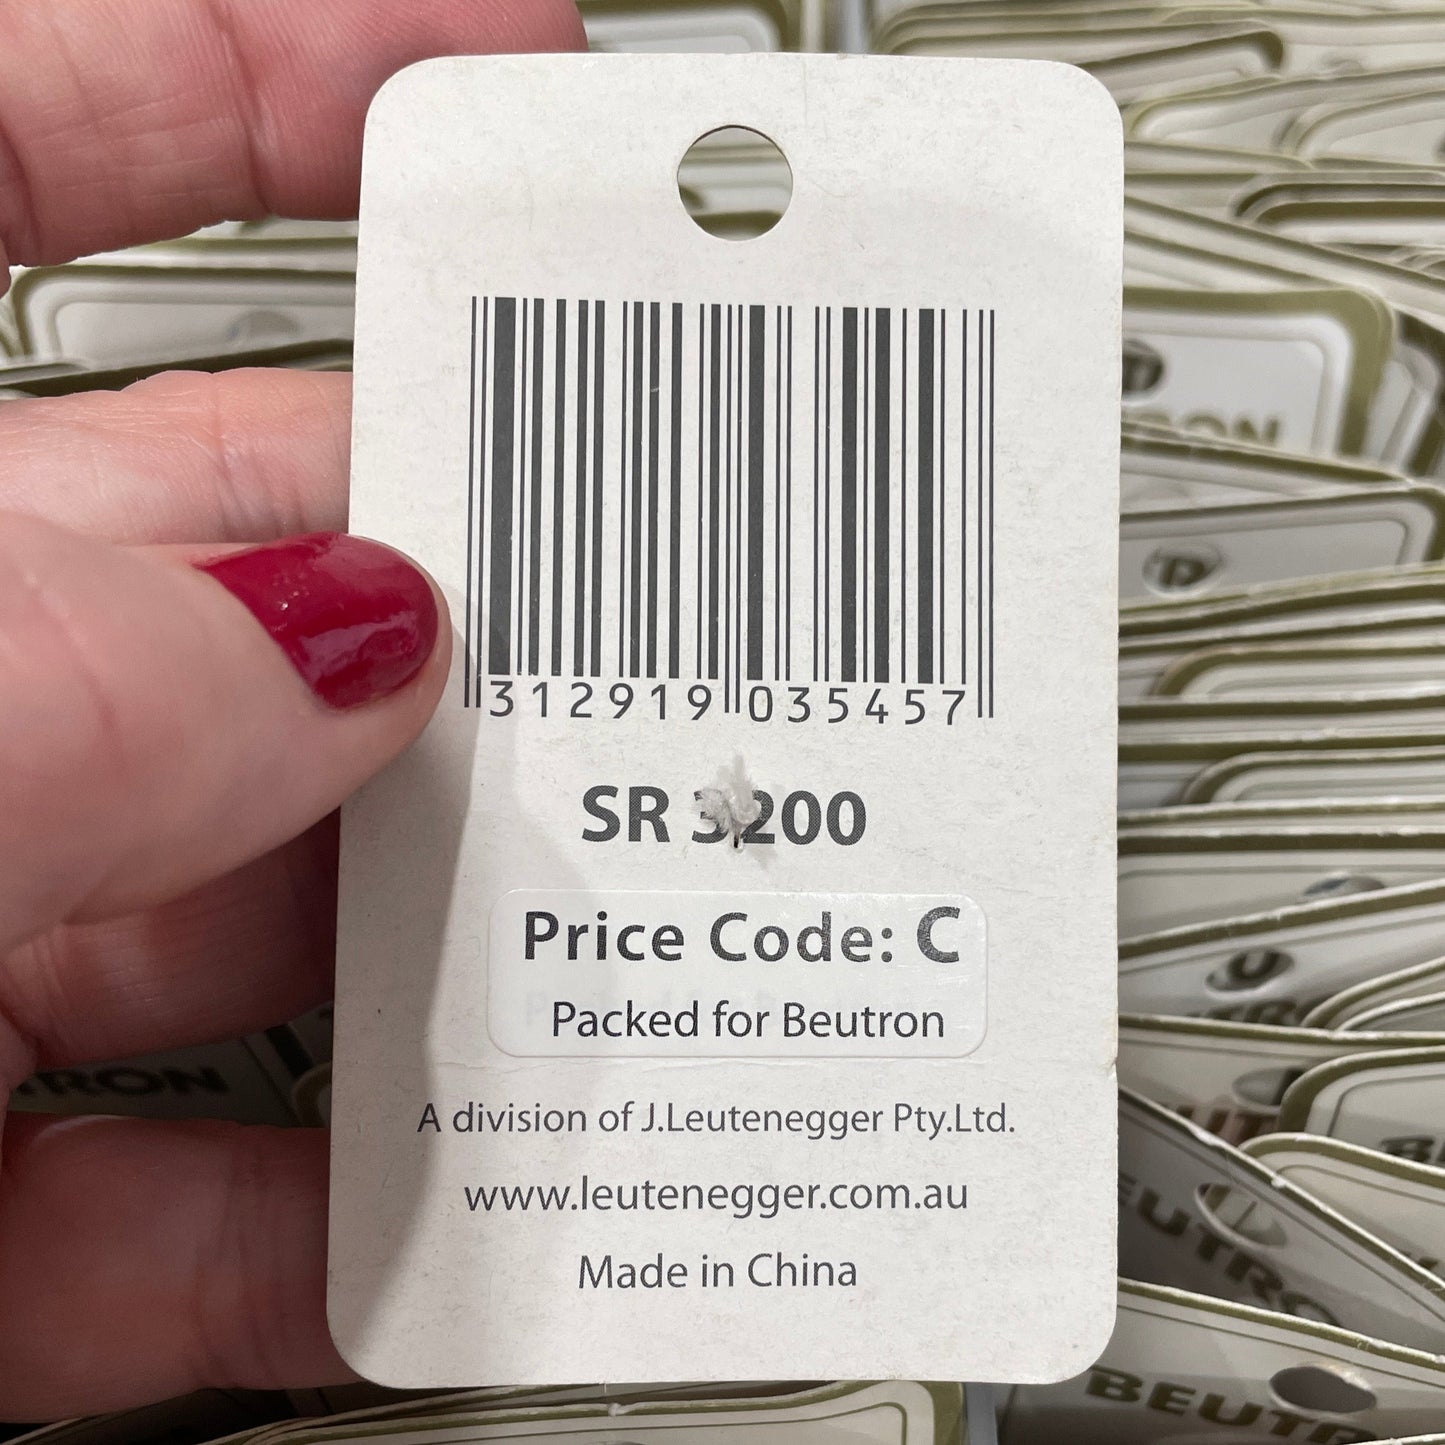 312919 035457
SR 3200
Price Code: C
Packed for Beutron
A division of J.Leutenegger Pty.Ltd.
www.leutenegger.com.au
Made in China
BEUTRON